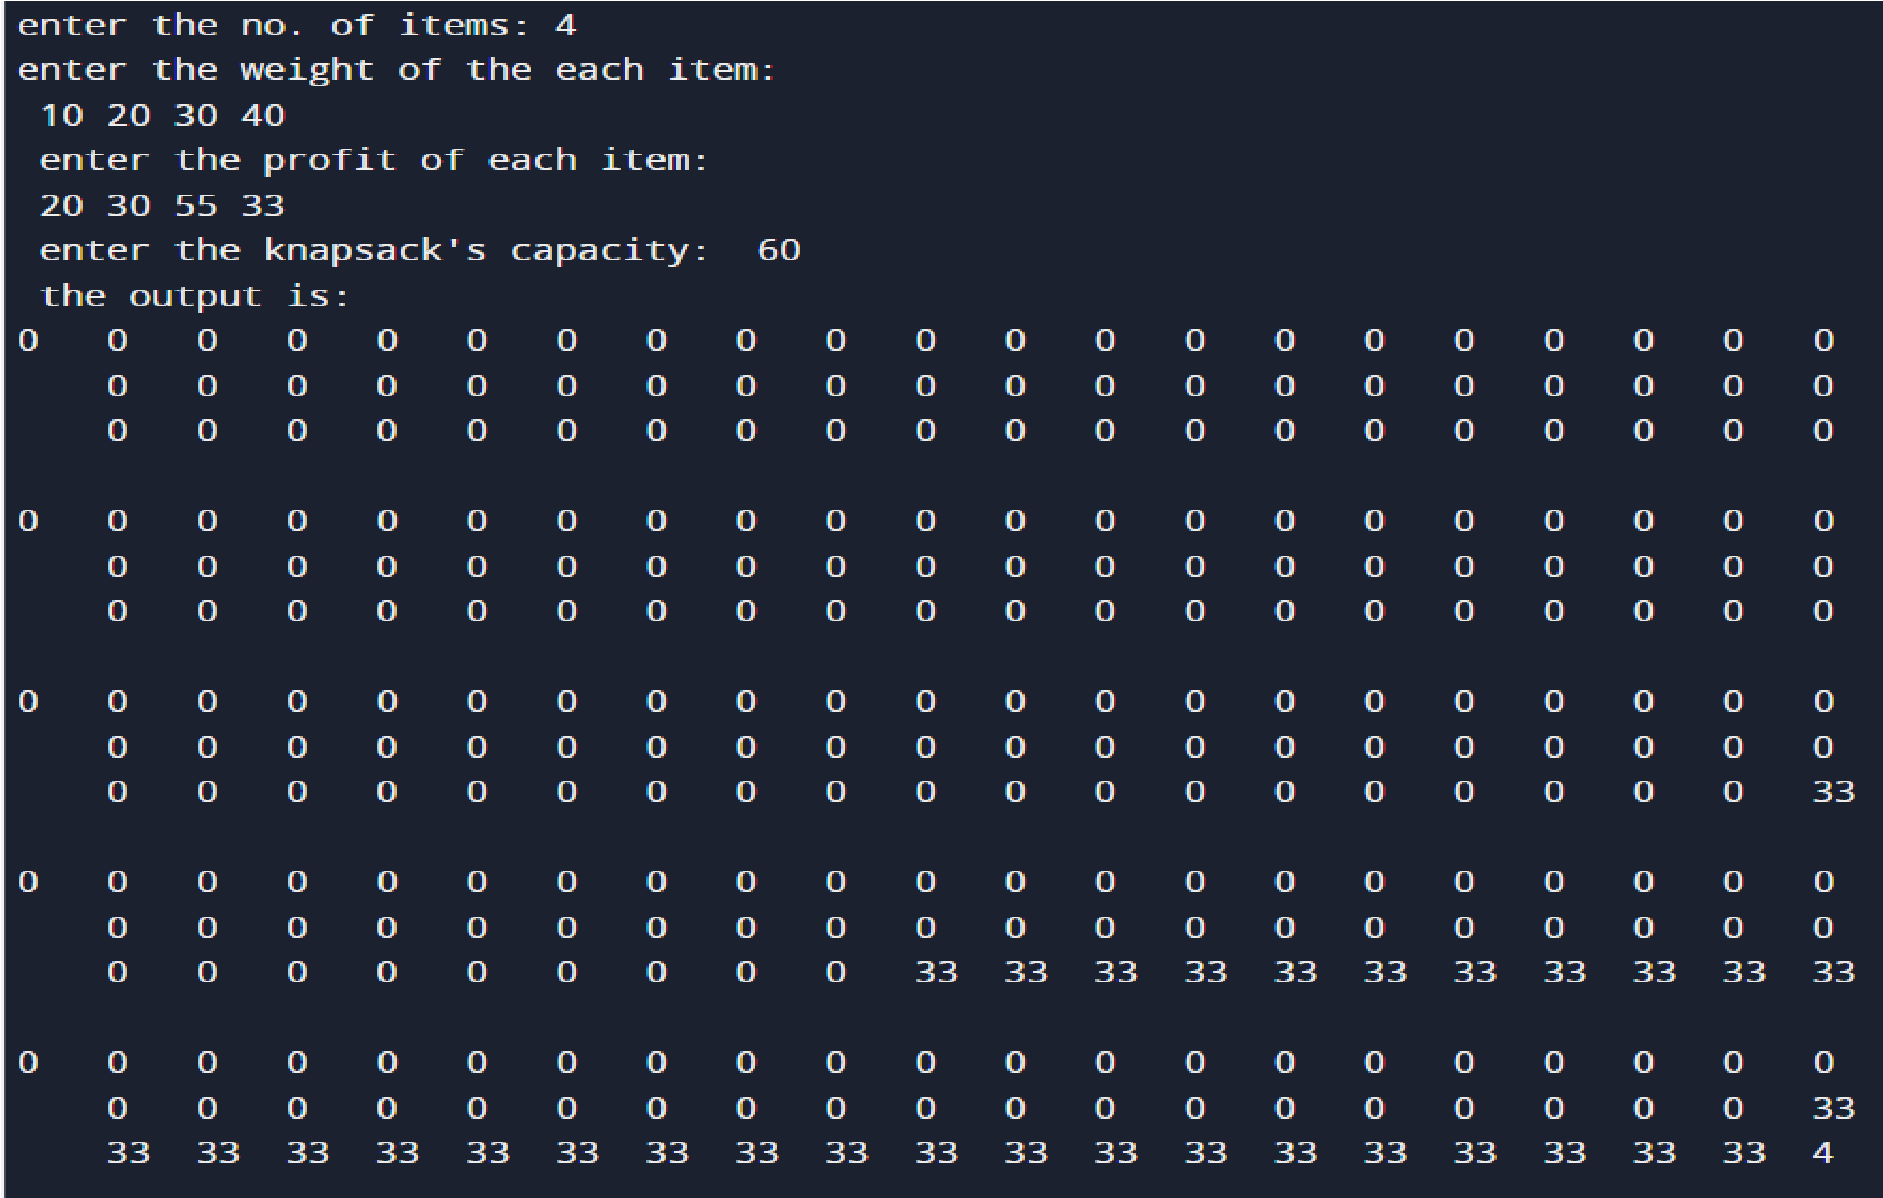 enter the no. of items: 4
enter the weight of the each item:
10 20 30 40
enter the profit of each item:
20 30 55 33
enter the knapsack's capacity: 60
the output is:
0 0 0 0 0 0 0 0 0 0 0 0 0 0 0 0 0 0 0 0 0
0 0 0 0 0 0 0 0 0 0 0 0 0 0 0 0 0 0 0 0
0 0 0 0 0 0 0 0 0 0 0 0 0 0 0 0 0 0 0 0
0 0 0 0 0 0 0 0 0 0 0 0 0 0 0 0 0 0 0 0 0
0 0 0 0 0 0 0 0 0 0 0 0 0 0 0 0 0 0 0 0
0 0 0 0 0 0 0 0 0 0 0 0 0 0 0 0 0 0 0 0
0 0 0 0 0 0 0 0 0 0 0 0 0 0 0 0 0 0 0 0 0
0 0 0 0 0 0 0 0 0 0 0 0 0 0 0 0 0 0 0 0
0 0 0 0 0 0 0 0 0 0 0 0 0 0 0 0 0 0 0 33
0 0 0 0 0 0 0 0 0 0 0 0 0 0 0 0 0 0 0 0 0
0 0 0 0 0 0 0 0 0 0 0 0 0 0 0 0 0 0 0 0
0 0 0 0 0 0 0 0 0 33 33 33 33 33 33 33 33 33 33 33
0 0 0 0 0 0 0 0 0 0 0 0 0 0 0 0 0 0 0 0 0
0 0 0 0 0 0 0 0 0 0 0 0 0 0 0 0 0 0 0 33
33 33 33 33 33 33 33 33 33 33 33 33 33 33 33 33 33 33 33 4